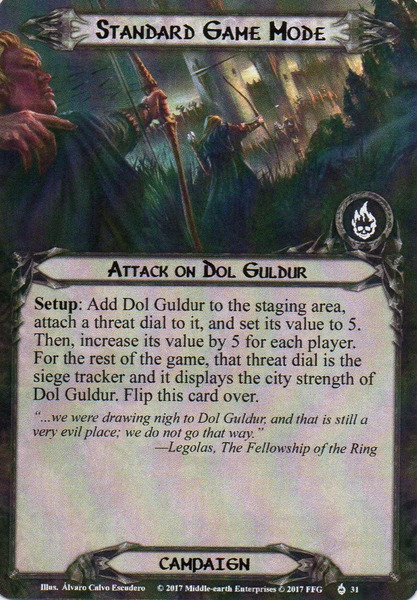 Standard Game Mode
Attack on Dol Guldur
Setup: Add Dol Guldur to the staging area,
attach a threat dial to it, and set its value to 5.
Then, increase its value by 5 for each player.
For the rest of the game, that threat dial is the
siege tracker and it displays the city strength of
Dol Guldur. Flip this card over.
“...we were drawing nigh to Dol Guldur, and that is still a
very evil place; we do not go that way.”
—Legolas, The Fellowship of the Ring
CAMPAIGN
Illus. Álvaro Calvo Escudero © 2017 Middle-earth Enterprises © 2017 FFG 31